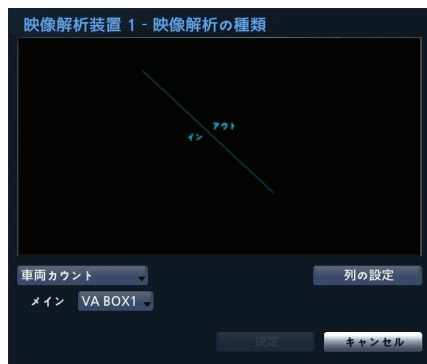 映像解析装置 1 - 映像解析の種類
アウト
イン
車両カウント
列の設定
メイン VA BOX1
決定
キャンセル